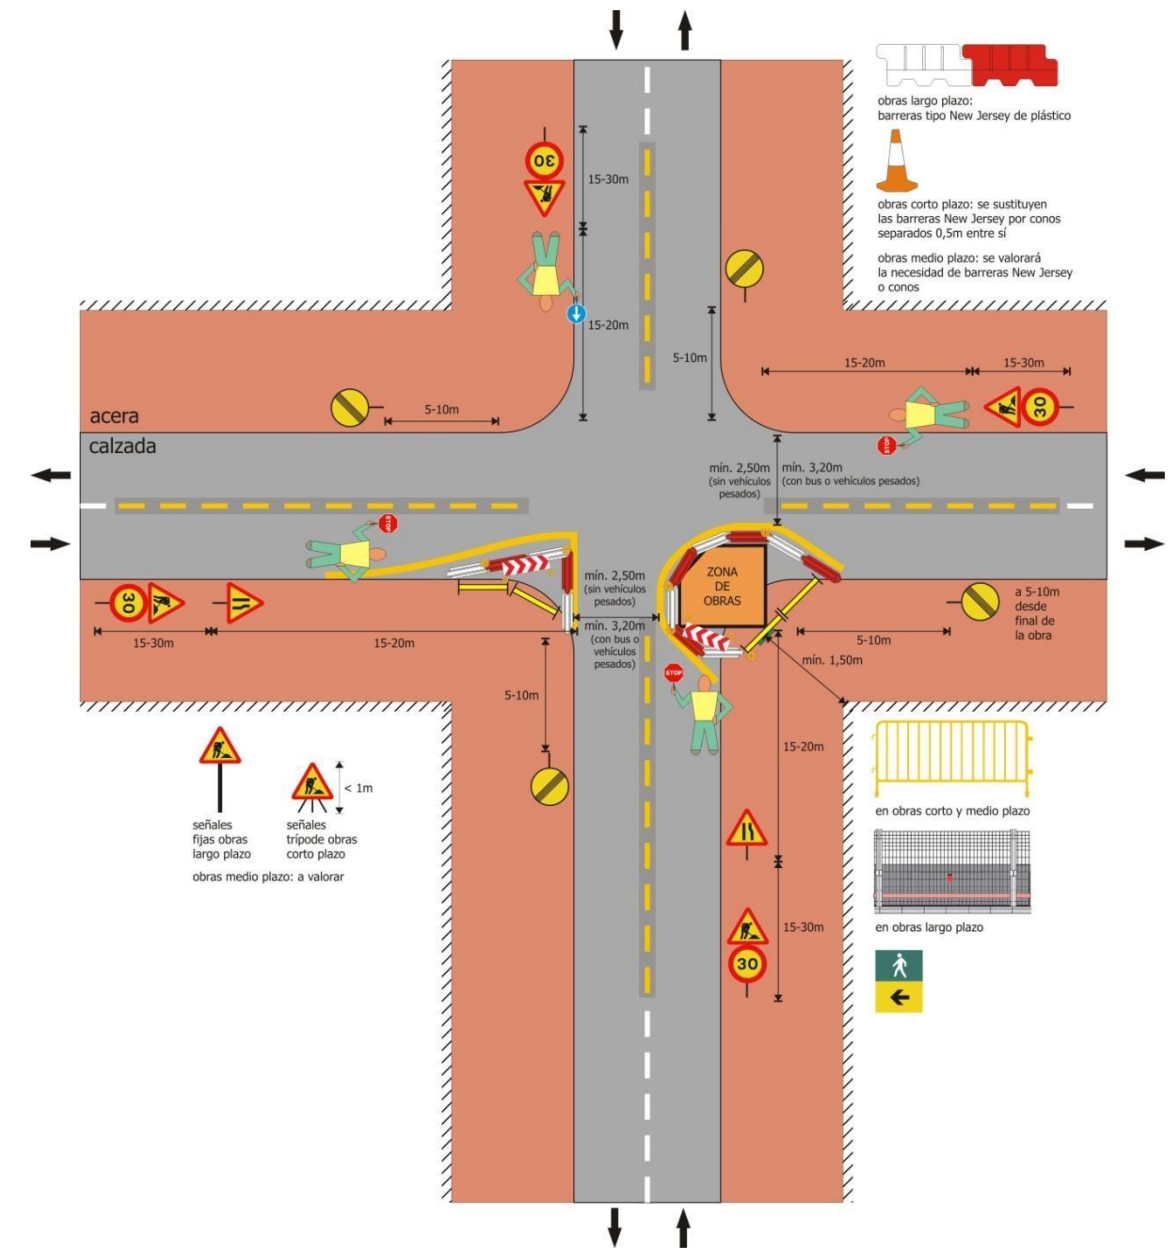 obras largo plazo:
barreras tipo New Jersey de plástico
30
15-30m
obras corto plazo: se sustituyen
las barreras New Jersey por conos
separados 0,5m entre sí
obras medio plazo: se valorará
la necesidad de barreras New Jersey
o conos
15-20m
5-10m
15-20m
15-30m
acera
5-10m
30
calzada
STOP
mín. 2,50m
(sin vehículos
pesados)
mín. 3,20m
(con bus o vehículos pesados)
STOP
mín. 2,50m
(sin vehículos
pesados)
mín. 3,20m
(con bus o
vehículos
pesados)
ZONA
DE
OBRAS
a 5-10m
desde
final de
la obra
30
15-30m
15-20m
5-10m
mín. 1,50m
STOP
5-10m
15-20m
< 1m
señales
fijas obras
largo plazo
señales
trípode obras
corto plazo
obras medio plazo: a valorar
en obras corto y medio plazo
15-30m
30
en obras largo plazo